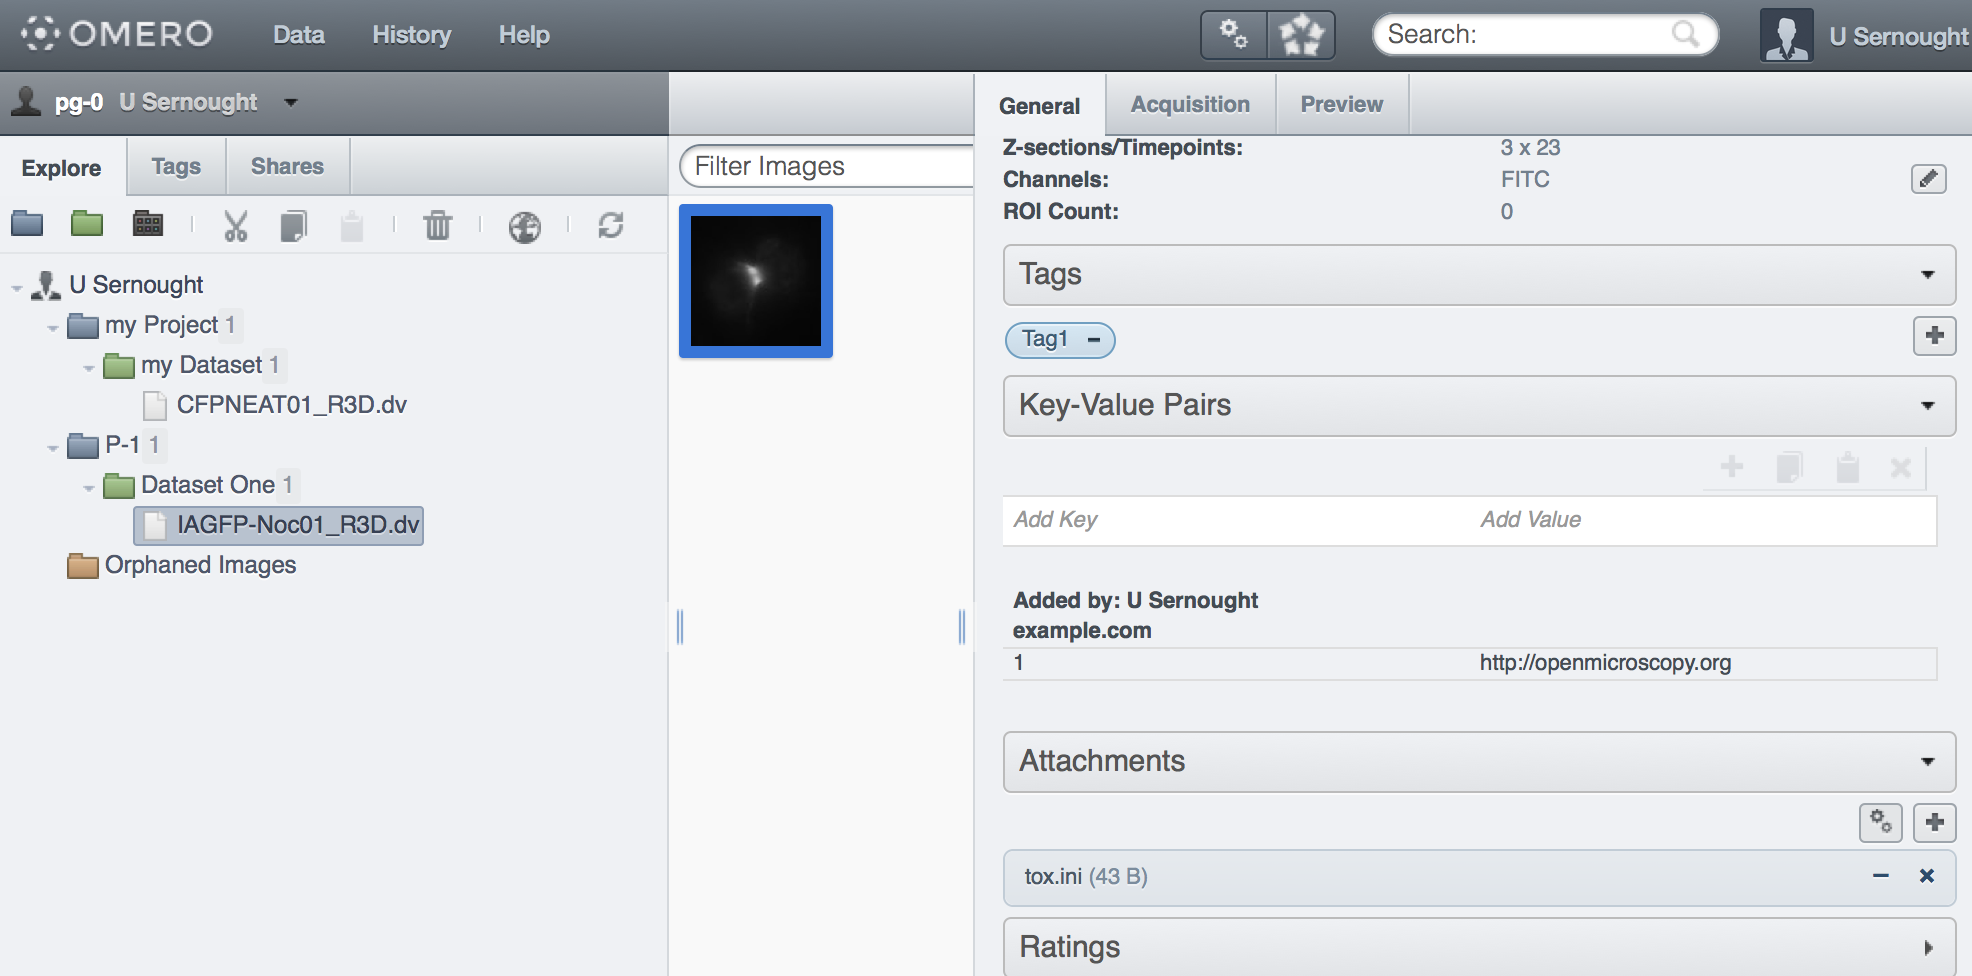 OMERO
Data
History
Help
Search:
U Sernought
pg-0 U Sernought
Explore
Tags
Shares
U Sernought
my Project 1
my Dataset 1
CFPNEAT01_R3D.dv
P-1 1
Dataset One 1
IAGFP-Noc01_R3D.dv
Orphaned Images
Filter Images
General
Acquisition
Preview
Z-sections/Timepoints: 3 x 23
Channels: FITC
ROI Count: 0
Tags
Tag1 −
Key-Value Pairs
Add Key Add Value
Added by: U Sernought
example.com
1 http://openmicroscopy.org
Attachments
tox.ini (43 B)
Ratings